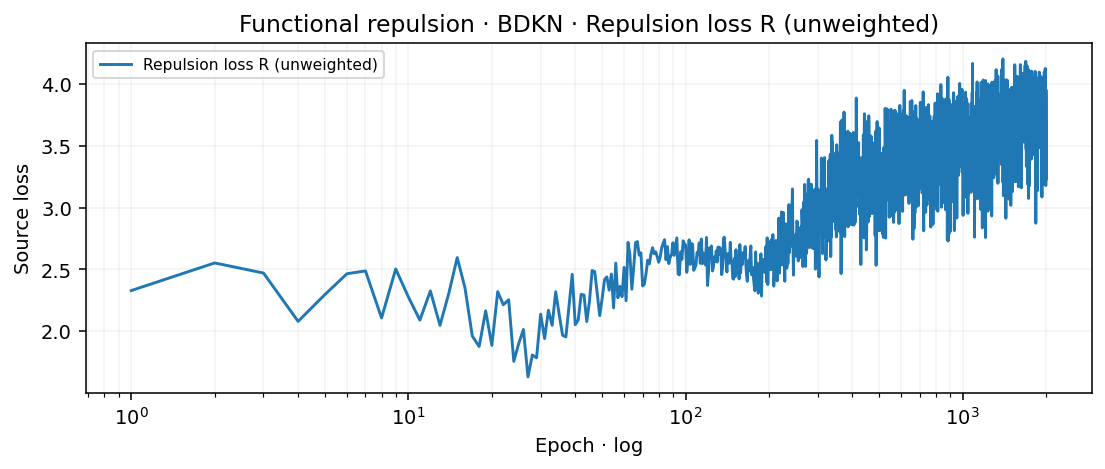 Functional repulsion · BDKN · Repulsion loss R (unweighted)
Repulsion loss R (unweighted)
Source loss
4.0
3.5
3.0
2.5
2.0
10⁰ 10¹ 10² 10³
Epoch · log